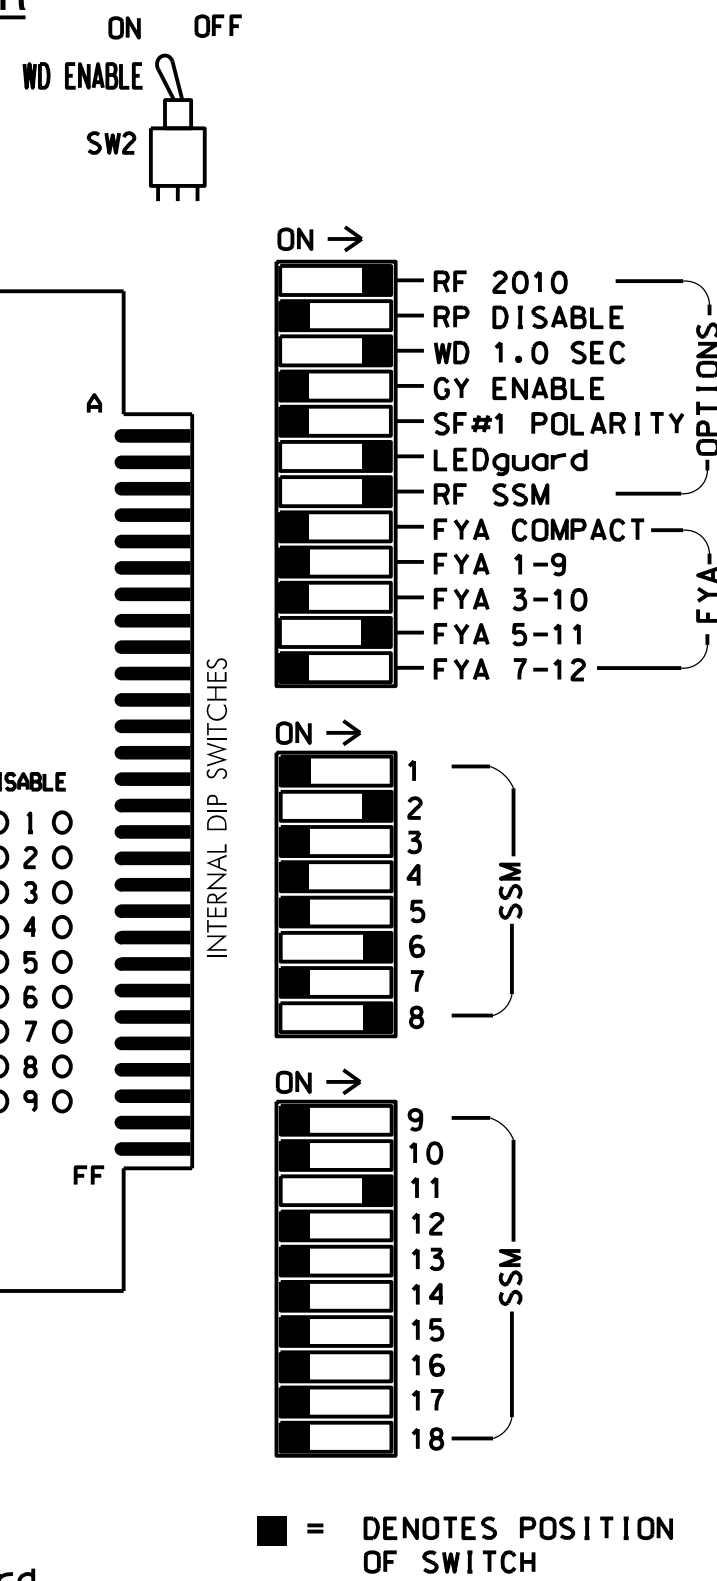 ON OFF
WD ENABLE
SW2
ON
RF 2010
RP DISABLE
WD 1.0 SEC
GY ENABLE
SF#1 POLARITY
LEDguard
RF SSM
OPTIONS
FYA COMPACT
FYA 1-9
FYA 3-10
FYA 5-11
FYA 7-12
FYA
A
FF
INTERNAL DIP SWITCHES
1
2
3
4
5
6
7
8
9
ON
1
2
3
4
5
6
7
8
SSM
ON
9
10
11
12
13
14
15
16
17
18
SSM
= DENOTES POSITION
OF SWITCH